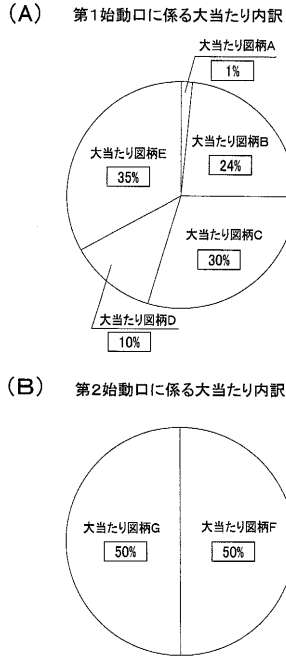 (A) 第1始動口に係る大当たり内訳
大当たり図柄A
1%
大当たり図柄B
24%
大当たり図柄E
35%
大当たり図柄C
30%
大当たり図柄D
10%
(B) 第2始動口に係る大当たり内訳
大当たり図柄G
50%
大当たり図柄F
50%